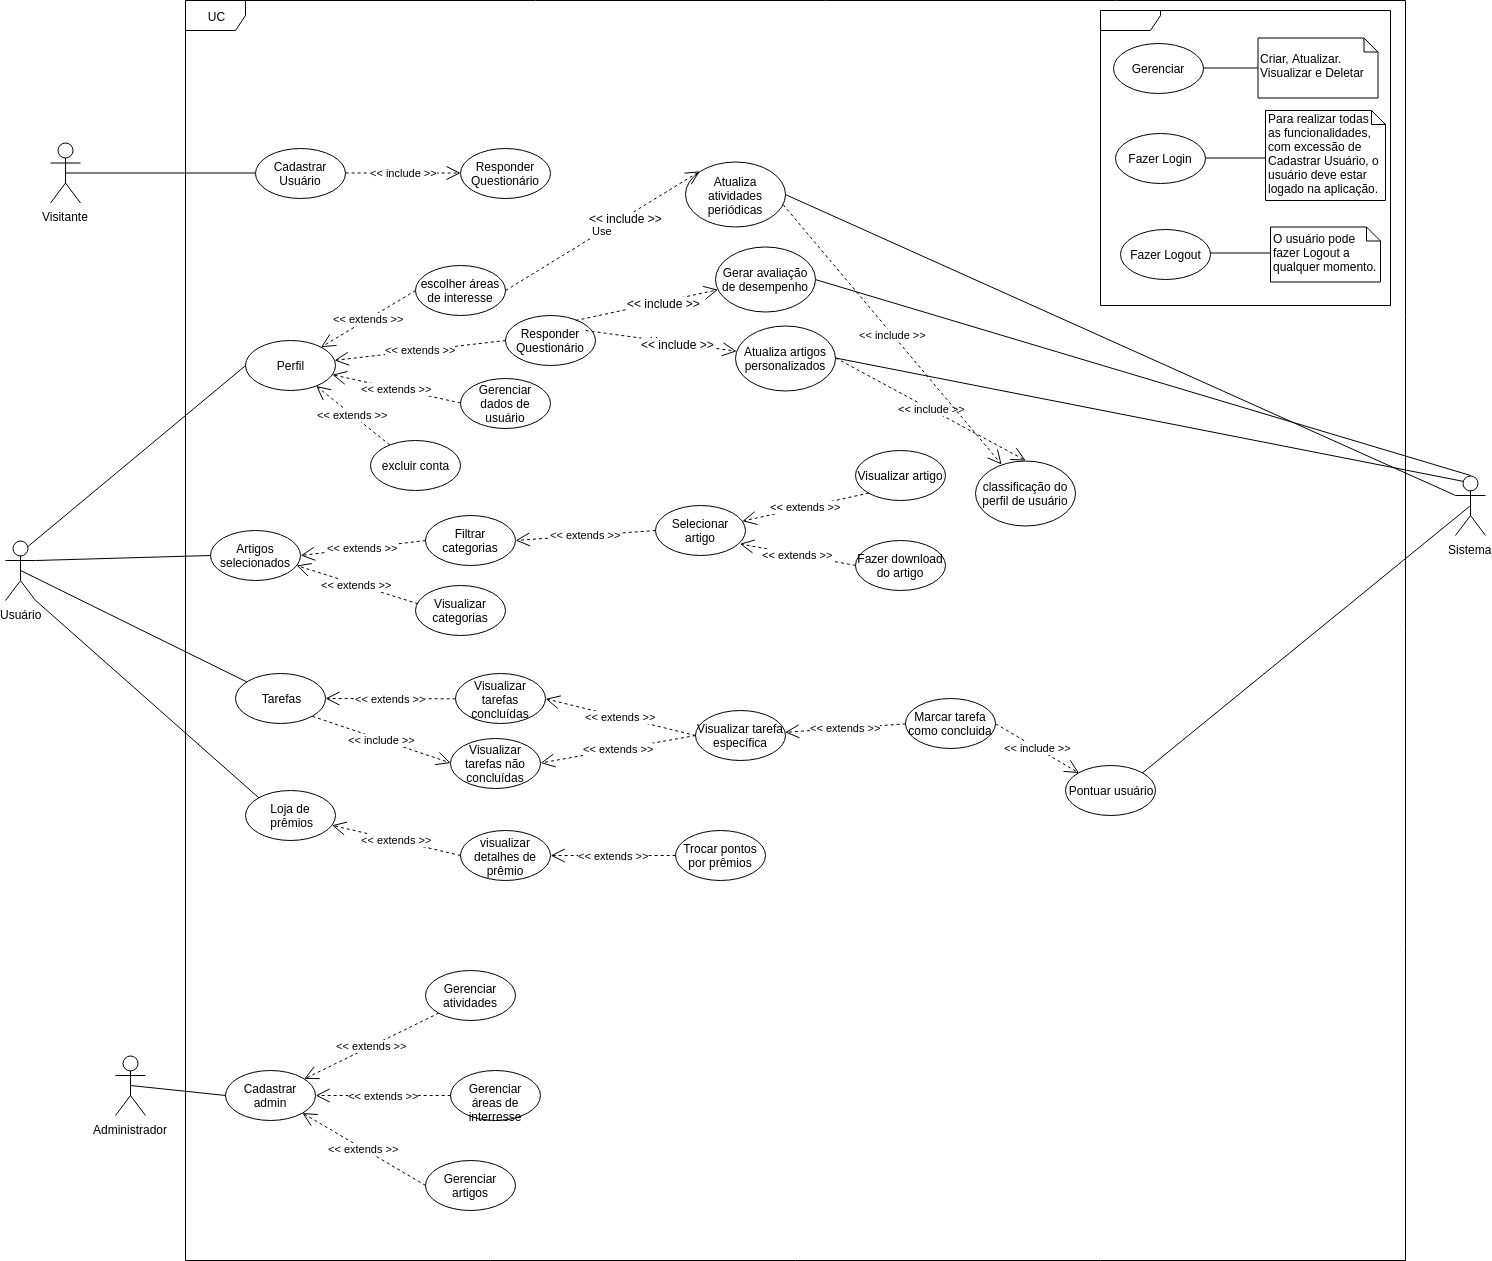 UC
Gerenciar
Criar, Atualizar.
Visualizar e Deletar
Fazer Login
Para realizar todas
as funcionalidades,
com excessão de
Cadastrar Usuário, o
usuário deve estar
logado na aplicação.
Fazer Logout
O usuário pode
fazer Logout a
qualquer momento.
Visitante
Cadastrar
Usuário
<< include >>
Responder
Questionário
Atualiza
atividades
periódicas
<< include >>
Use
escolher áreas
de interesse
<< extends >>
Gerar avaliação
de desempenho
<< include >>
Responder
Questionário
<< extends >>
<< include >>
Atualiza artigos
personalizados
<< include >>
Perfil
<< extends >>
Gerenciar
dados de
usuário
<< extends >>
<< include >>
excluir conta
Visualizar artigo
classificação do
perfil de usuário
Sistema
Usuário
Artigos
selecionados
<< extends >>
Filtrar
categorias
<< extends >>
Selecionar
artigo
<< extends >>
<< extends >>
Fazer download
do artigo
<< extends >>
Visualizar
categorias
Tarefas
<< extends >>
Visualizar
tarefas
concluídas
<< include >>
Visualizar
tarefas não
concluídas
<< extends >>
<< extends >>
Visualizar tarefa
específica
<< extends >>
Marcar tarefa
como concluida
<< include >>
Pontuar usuário
Loja de
prêmios
<< extends >>
visualizar
detalhes de
prêmio
<< extends >>
Trocar pontos
por prêmios
Gerenciar
atividades
<< extends >>
Administrador
Cadastrar
admin
<< extends >>
Gerenciar
áreas de
interresse
<< extends >>
Gerenciar
artigos